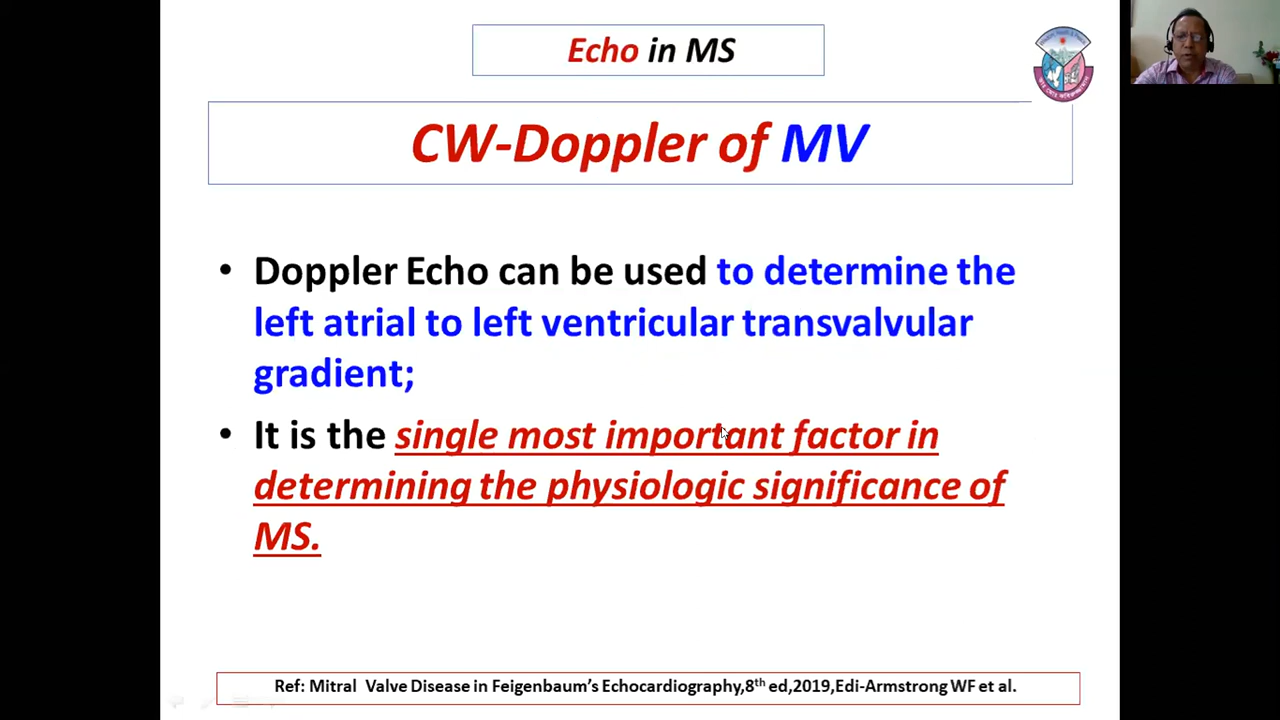 Echo in MS
CW-Doppler of MV
• Doppler Echo can be used to determine the
left atrial to left ventricular transvalvular
gradient;
• It is the single most important factor in
determining the physiologic significance of
MS.
Ref: Mitral Valve Disease in Feigenbaum's Echocardiography,8th ed,2019,Edi-Armstrong WF et al.